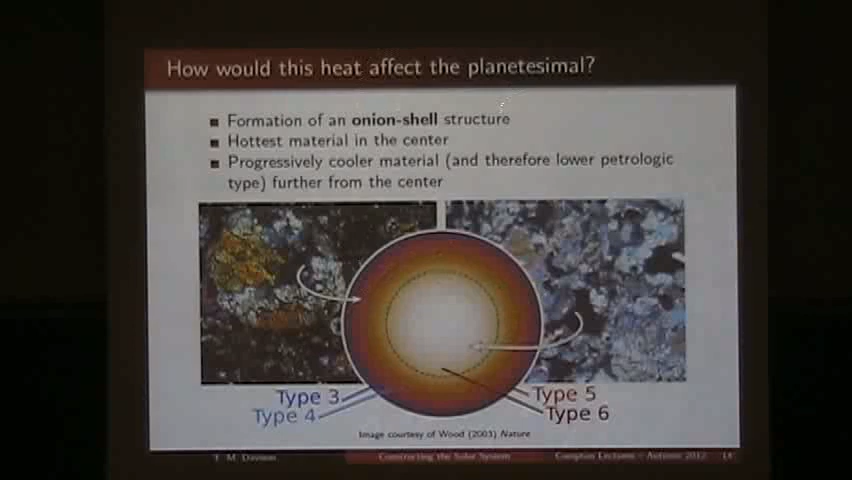 How would this heat affect the planetesimal?
Formation of an onion-shell structure
Hottest material in the center
Progressively cooler material (and therefore lower petrologic
type) further from the center
Type 3
Type 4
Type 5
Type 6
Image courtesy of Wood (2003) Nature
T. M. Davison
Constructing the Solar System
Compton Lectures – Autumn 2012